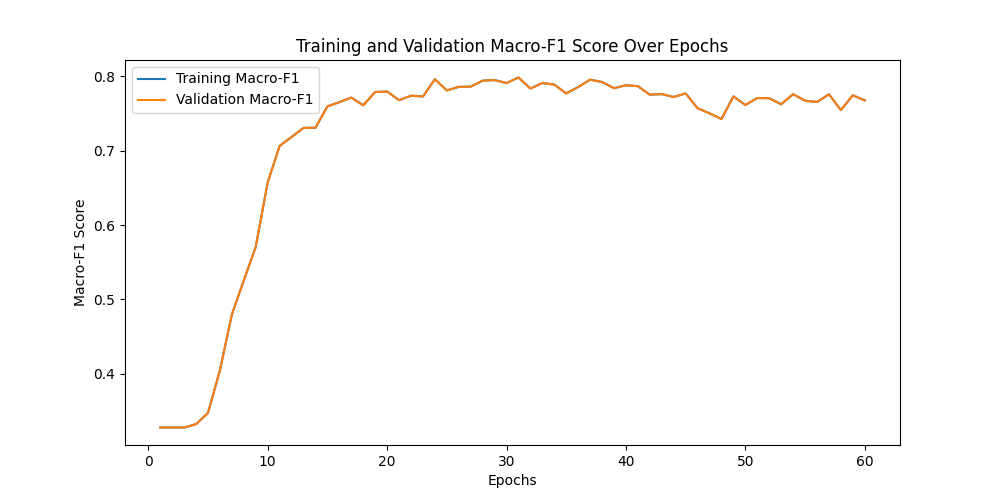 Training and Validation Macro-F1 Score Over Epochs
Training Macro-F1
Validation Macro-F1
Macro-F1 Score
0.8
0.7
0.6
0.5
0.4
0 10 20 30 40 50 60
Epochs